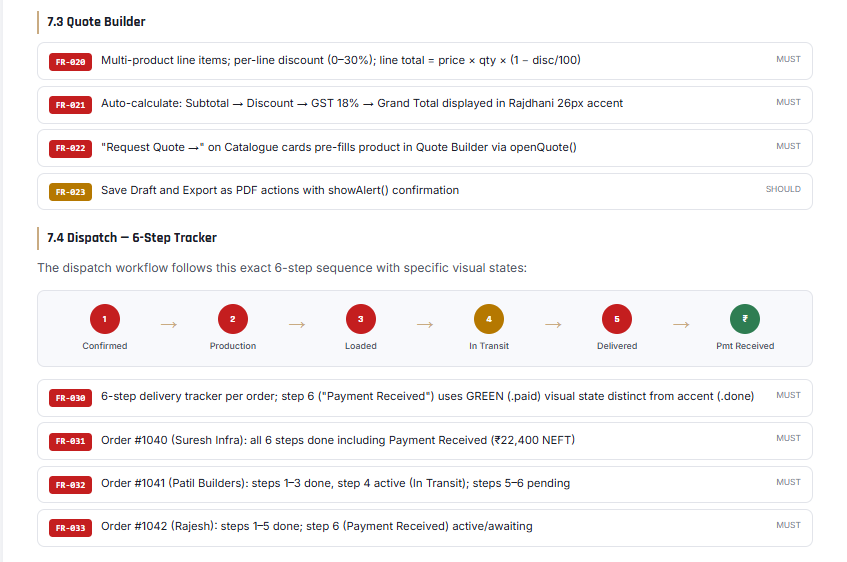 7.3 Quote Builder
FR-020 Multi-product line items; per-line discount (0–30%); line total = price × qty × (1 − disc/100) MUST
FR-021 Auto-calculate: Subtotal → Discount → GST 18% → Grand Total displayed in Rajdhani 26px accent MUST
FR-022 "Request Quote →" on Catalogue cards pre-fills product in Quote Builder via openQuote() MUST
FR-023 Save Draft and Export as PDF actions with showAlert() confirmation SHOULD
7.4 Dispatch — 6-Step Tracker
The dispatch workflow follows this exact 6-step sequence with specific visual states:
1 → 2 → 3 → 4 → 5 → ₹
Confirmed Production Loaded In Transit Delivered Pmt Received
FR-030 6-step delivery tracker per order; step 6 ("Payment Received") uses GREEN (.paid) visual state distinct from accent (.done) MUST
FR-031 Order #1040 (Suresh Infra): all 6 steps done including Payment Received (₹22,400 NEFT) MUST
FR-032 Order #1041 (Patil Builders): steps 1–3 done, step 4 active (In Transit); steps 5–6 pending MUST
FR-033 Order #1042 (Rajesh): steps 1–5 done; step 6 (Payment Received) active/awaiting MUST